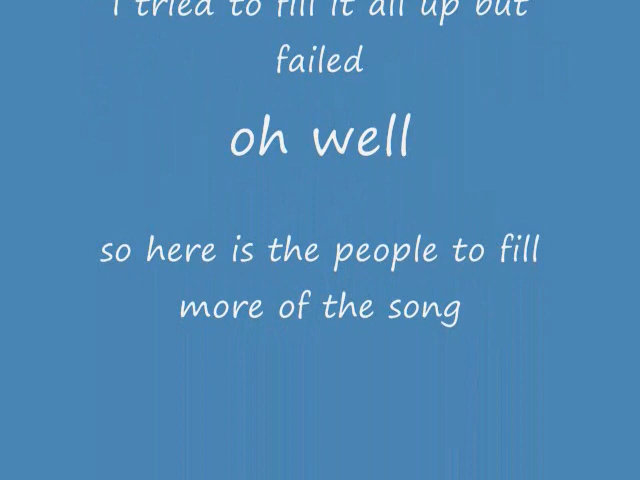 I tried to fill it all up but
failed
oh well
so here is the people to fill
more of the song